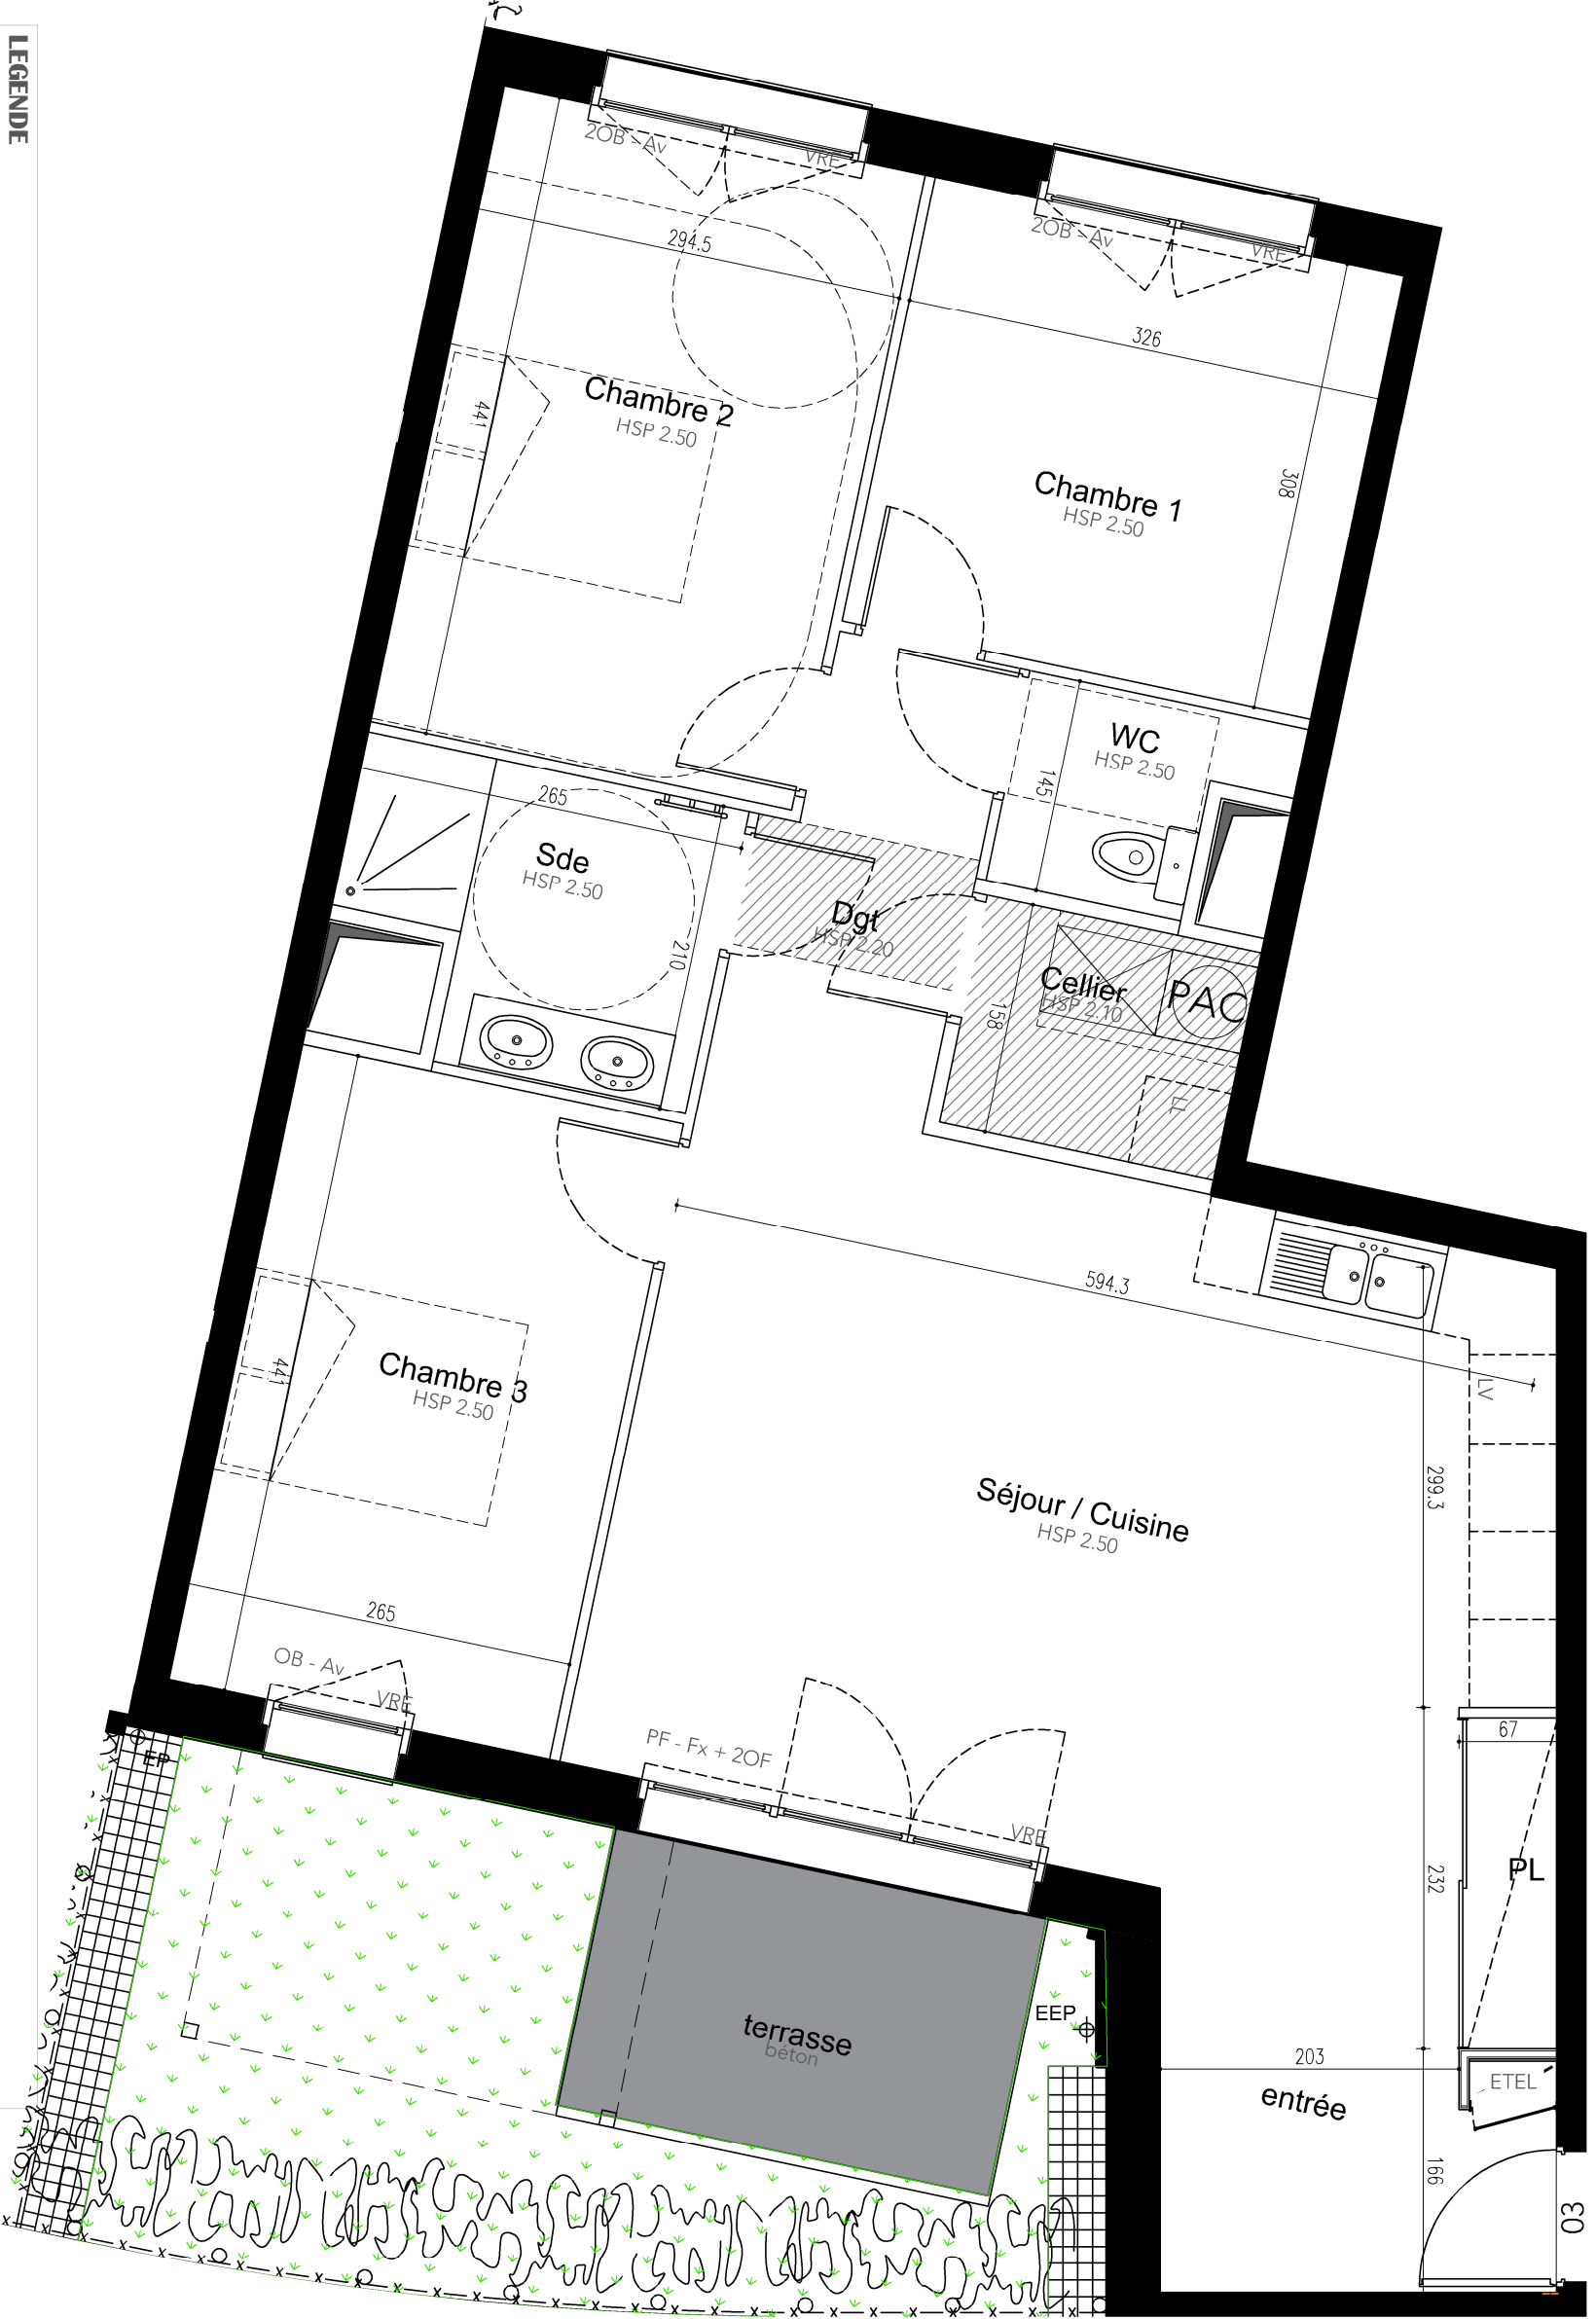 LEGENDE
2OB - Av
VRE
2OB - Av
VRE
294.5
326
Chambre 2
HSP 2.50
441
Chambre 1
HSP 2.50
308
WC
HSP 2.50
145
265
Sde
HSP 2.50
210
Dgt
HSP 2.20
Cellier
HSP 2.10
PAC
158
LL
594.3
LV
Chambre 3
HSP 2.50
441
299.3
Séjour / Cuisine
HSP 2.50
265
OB - Av
VRE
PF - Fx + 2OF
VRE
67
EP
PL
232
EEP
terrasse
béton
203
entrée
ETEL
166
03